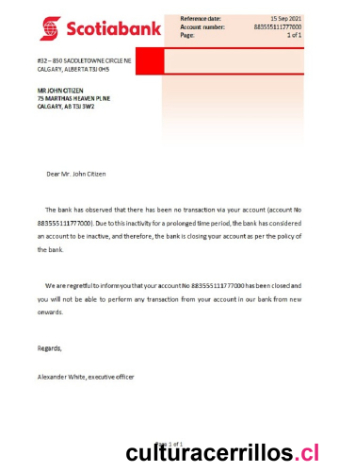 Scotiabank
Reference date: 15 Sep 2021
Account number: 883555111777000
Page: 1 of 1
#22 – 850 SADDLETOWNE CIRCLE NE
CALGARY, ALBERTA T3J 0H5
MR JOHN CITIZEN
75 MARTHAS HEAVEN PLNE
CALGARY, AB T3J 3W2
Dear Mr. John Citizen
The bank has observed that there has been no transaction via your account (account No
883555111777000). Due to this inactivity for a prolonged time period, the bank has considered
an account to be inactive, and therefore, the bank is closing your account as per the policy of
the bank.
We are regretful to inform you that your account No 883555111777000 has been closed and
you will not be able to perform any transaction from your account in our bank from new
onwards.
Regards,
Alexander White, executive officer
Page 1 of 1
culturacerrillos.cl